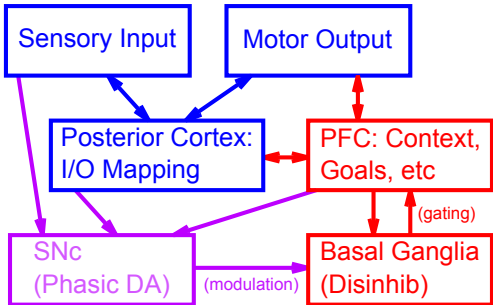 Sensory Input
Motor Output
Posterior Cortex:
I/O Mapping
PFC: Context,
Goals, etc
(gating)
SNc
(Phasic DA)
(modulation)
Basal Ganglia
(Disinhib)